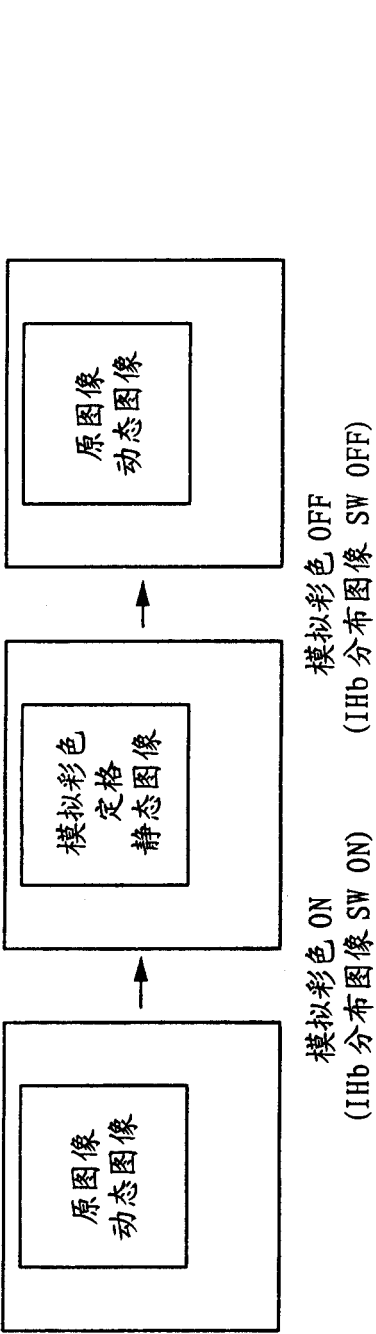 原图像
动态图像
模拟彩色
定格
静态图像
原图像
动态图像
模拟彩色 ON
(IHb 分布图像 SW ON)
模拟彩色 OFF
(IHb 分布图像 SW OFF)